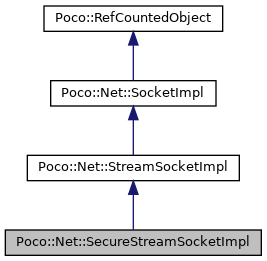 Poco::RefCountedObject
Poco::Net::SocketImpl
Poco::Net::StreamSocketImpl
Poco::Net::SecureStreamSocketImpl